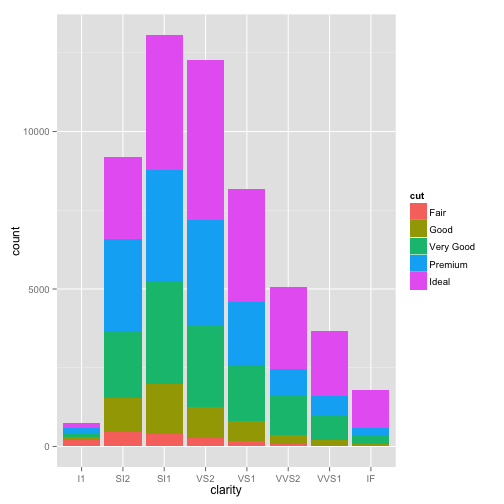 10000
5000
0
count
I1 SI2 SI1 VS2 VS1 VVS2 VVS1 IF
clarity
cut
Fair
Good
Very Good
Premium
Ideal